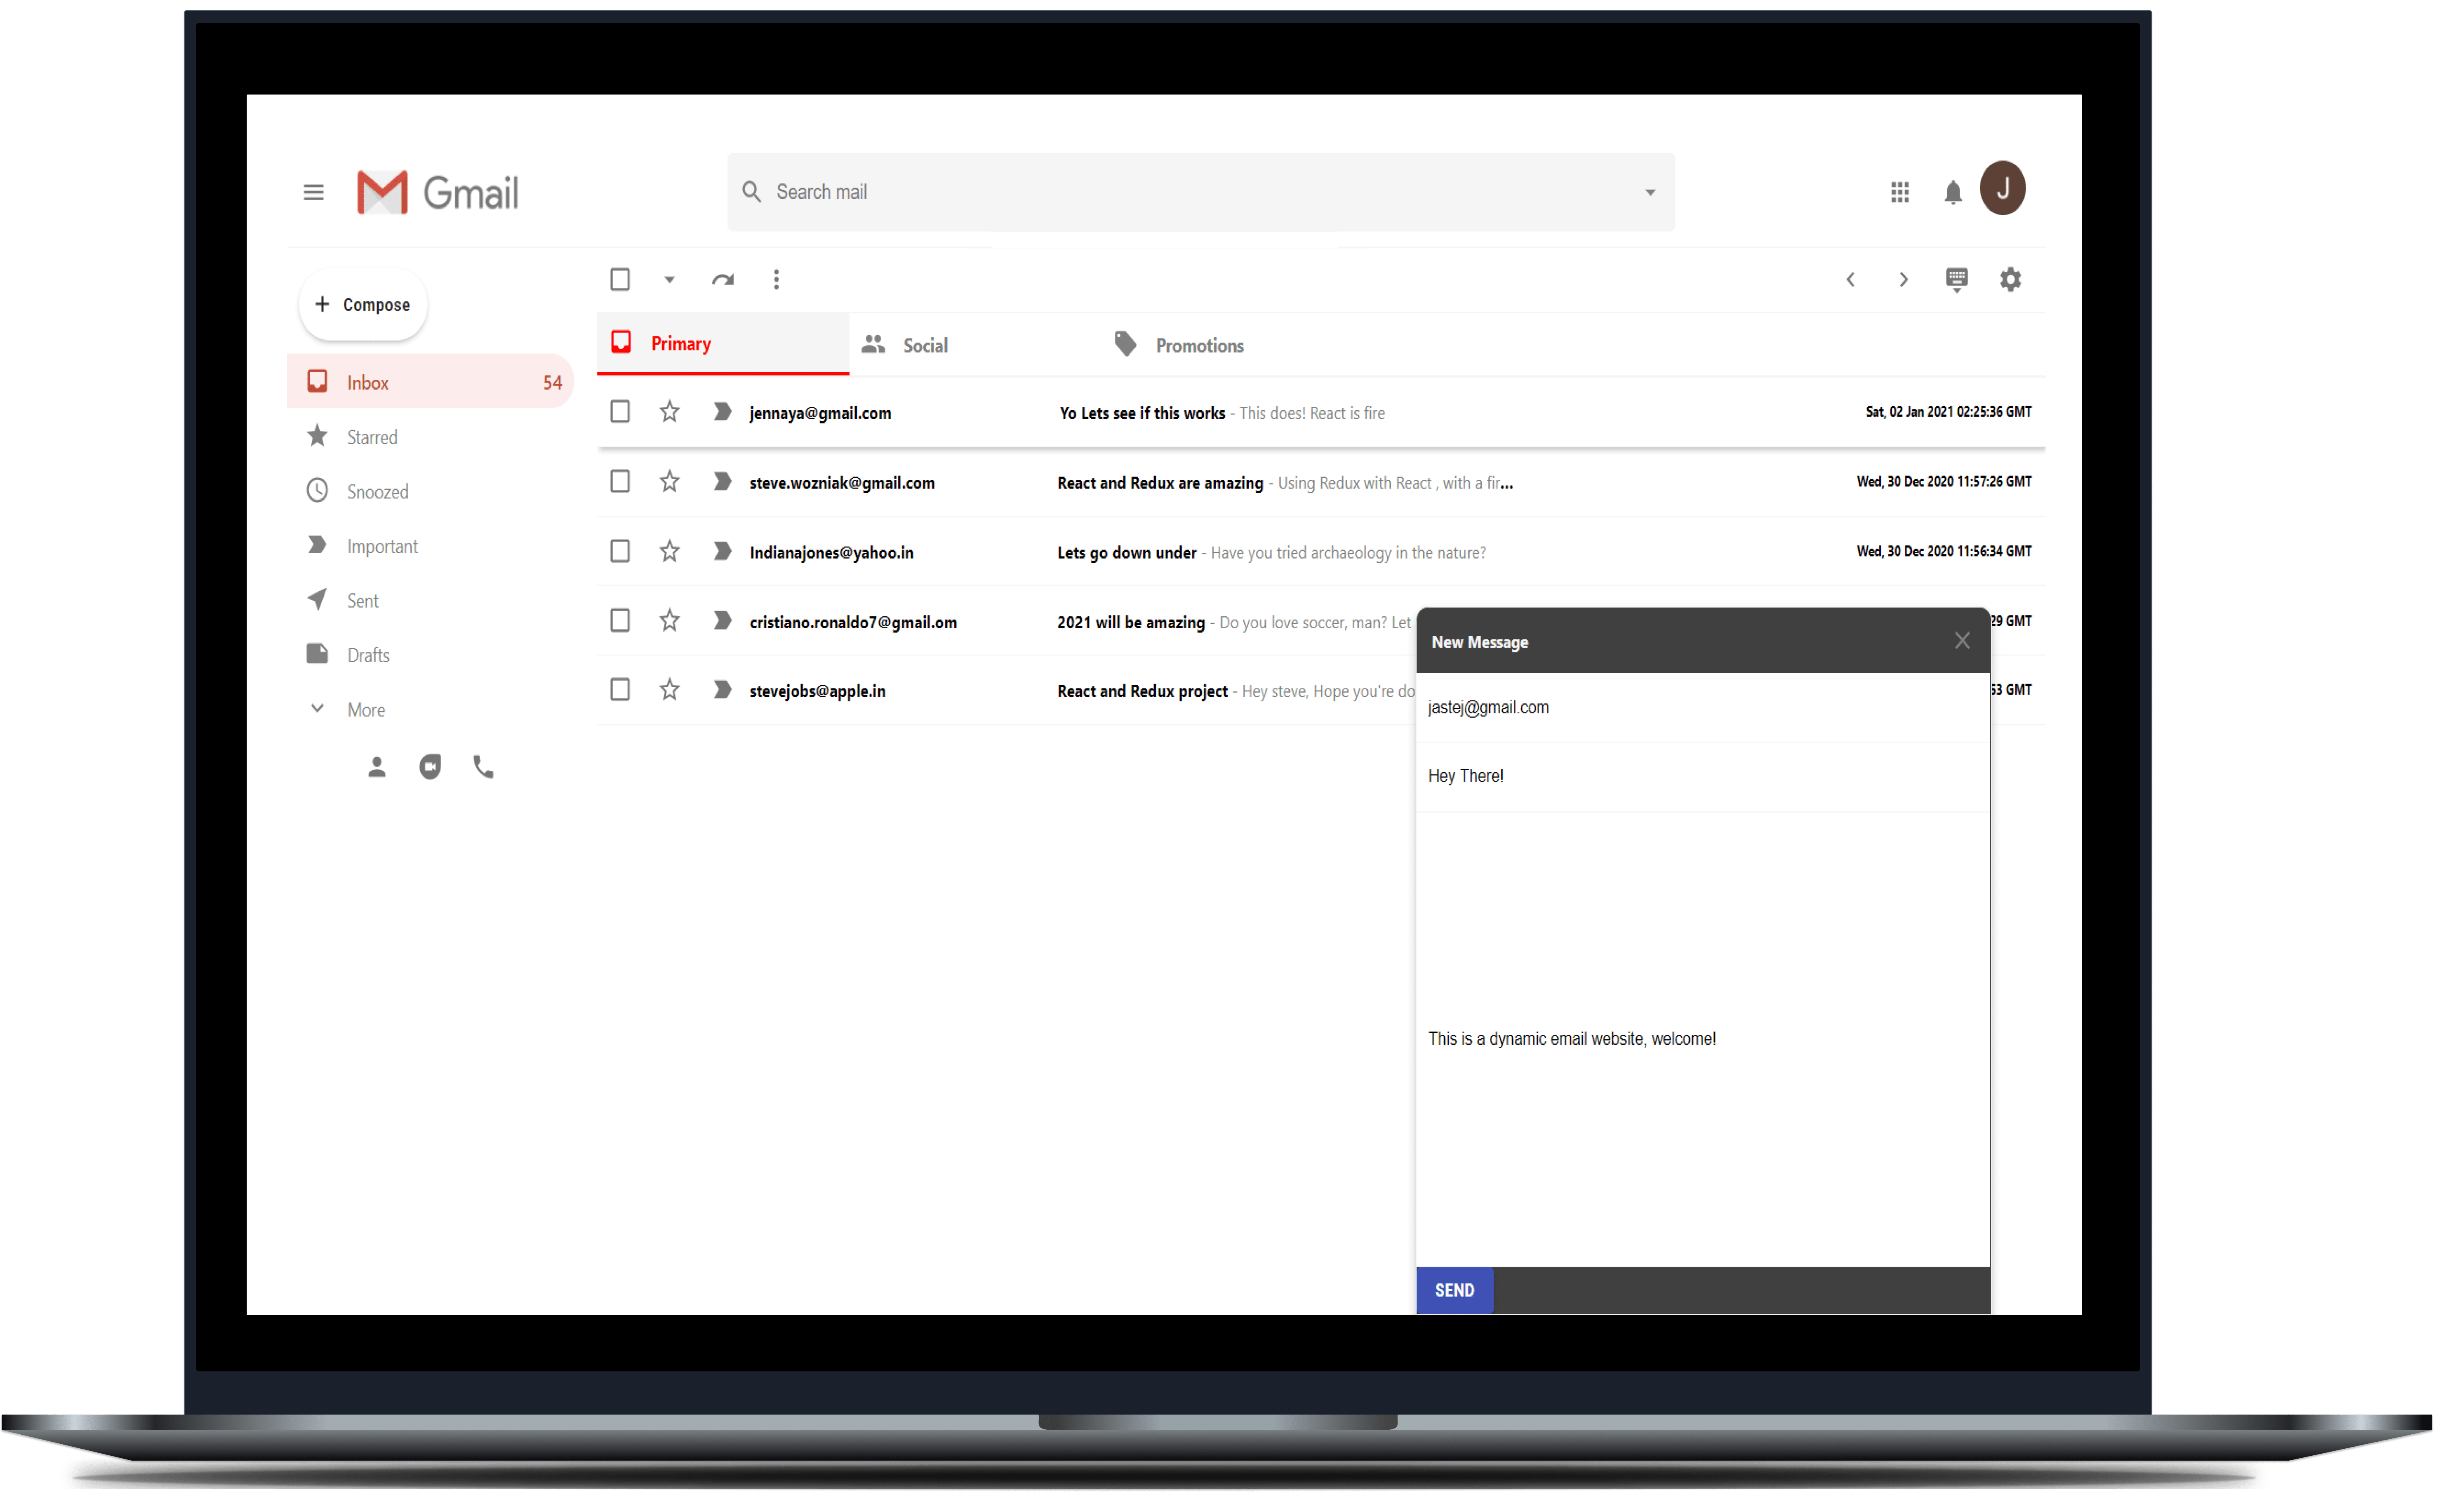 Gmail
Search mail
J
+ Compose
Primary
Social
Promotions
Inbox 54
Starred
Snoozed
Important
Sent
Drafts
More
jennaya@gmail.com Yo Lets see if this works - This does! React is fire Sat, 02 Jan 2021 02:25:36 GMT
steve.wozniak@gmail.com React and Redux are amazing - Using Redux with React , with a fir... Wed, 30 Dec 2020 11:57:26 GMT
Indianajones@yahoo.in Lets go down under - Have you tried archaeology in the nature? Wed, 30 Dec 2020 11:56:34 GMT
cristiano.ronaldo7@gmail.om 2021 will be amazing - Do you love soccer, man? Let 29 GMT
stevejobs@apple.in React and Redux project - Hey steve, Hope you're do 53 GMT
New Message
jastej@gmail.com
Hey There!
This is a dynamic email website, welcome!
SEND